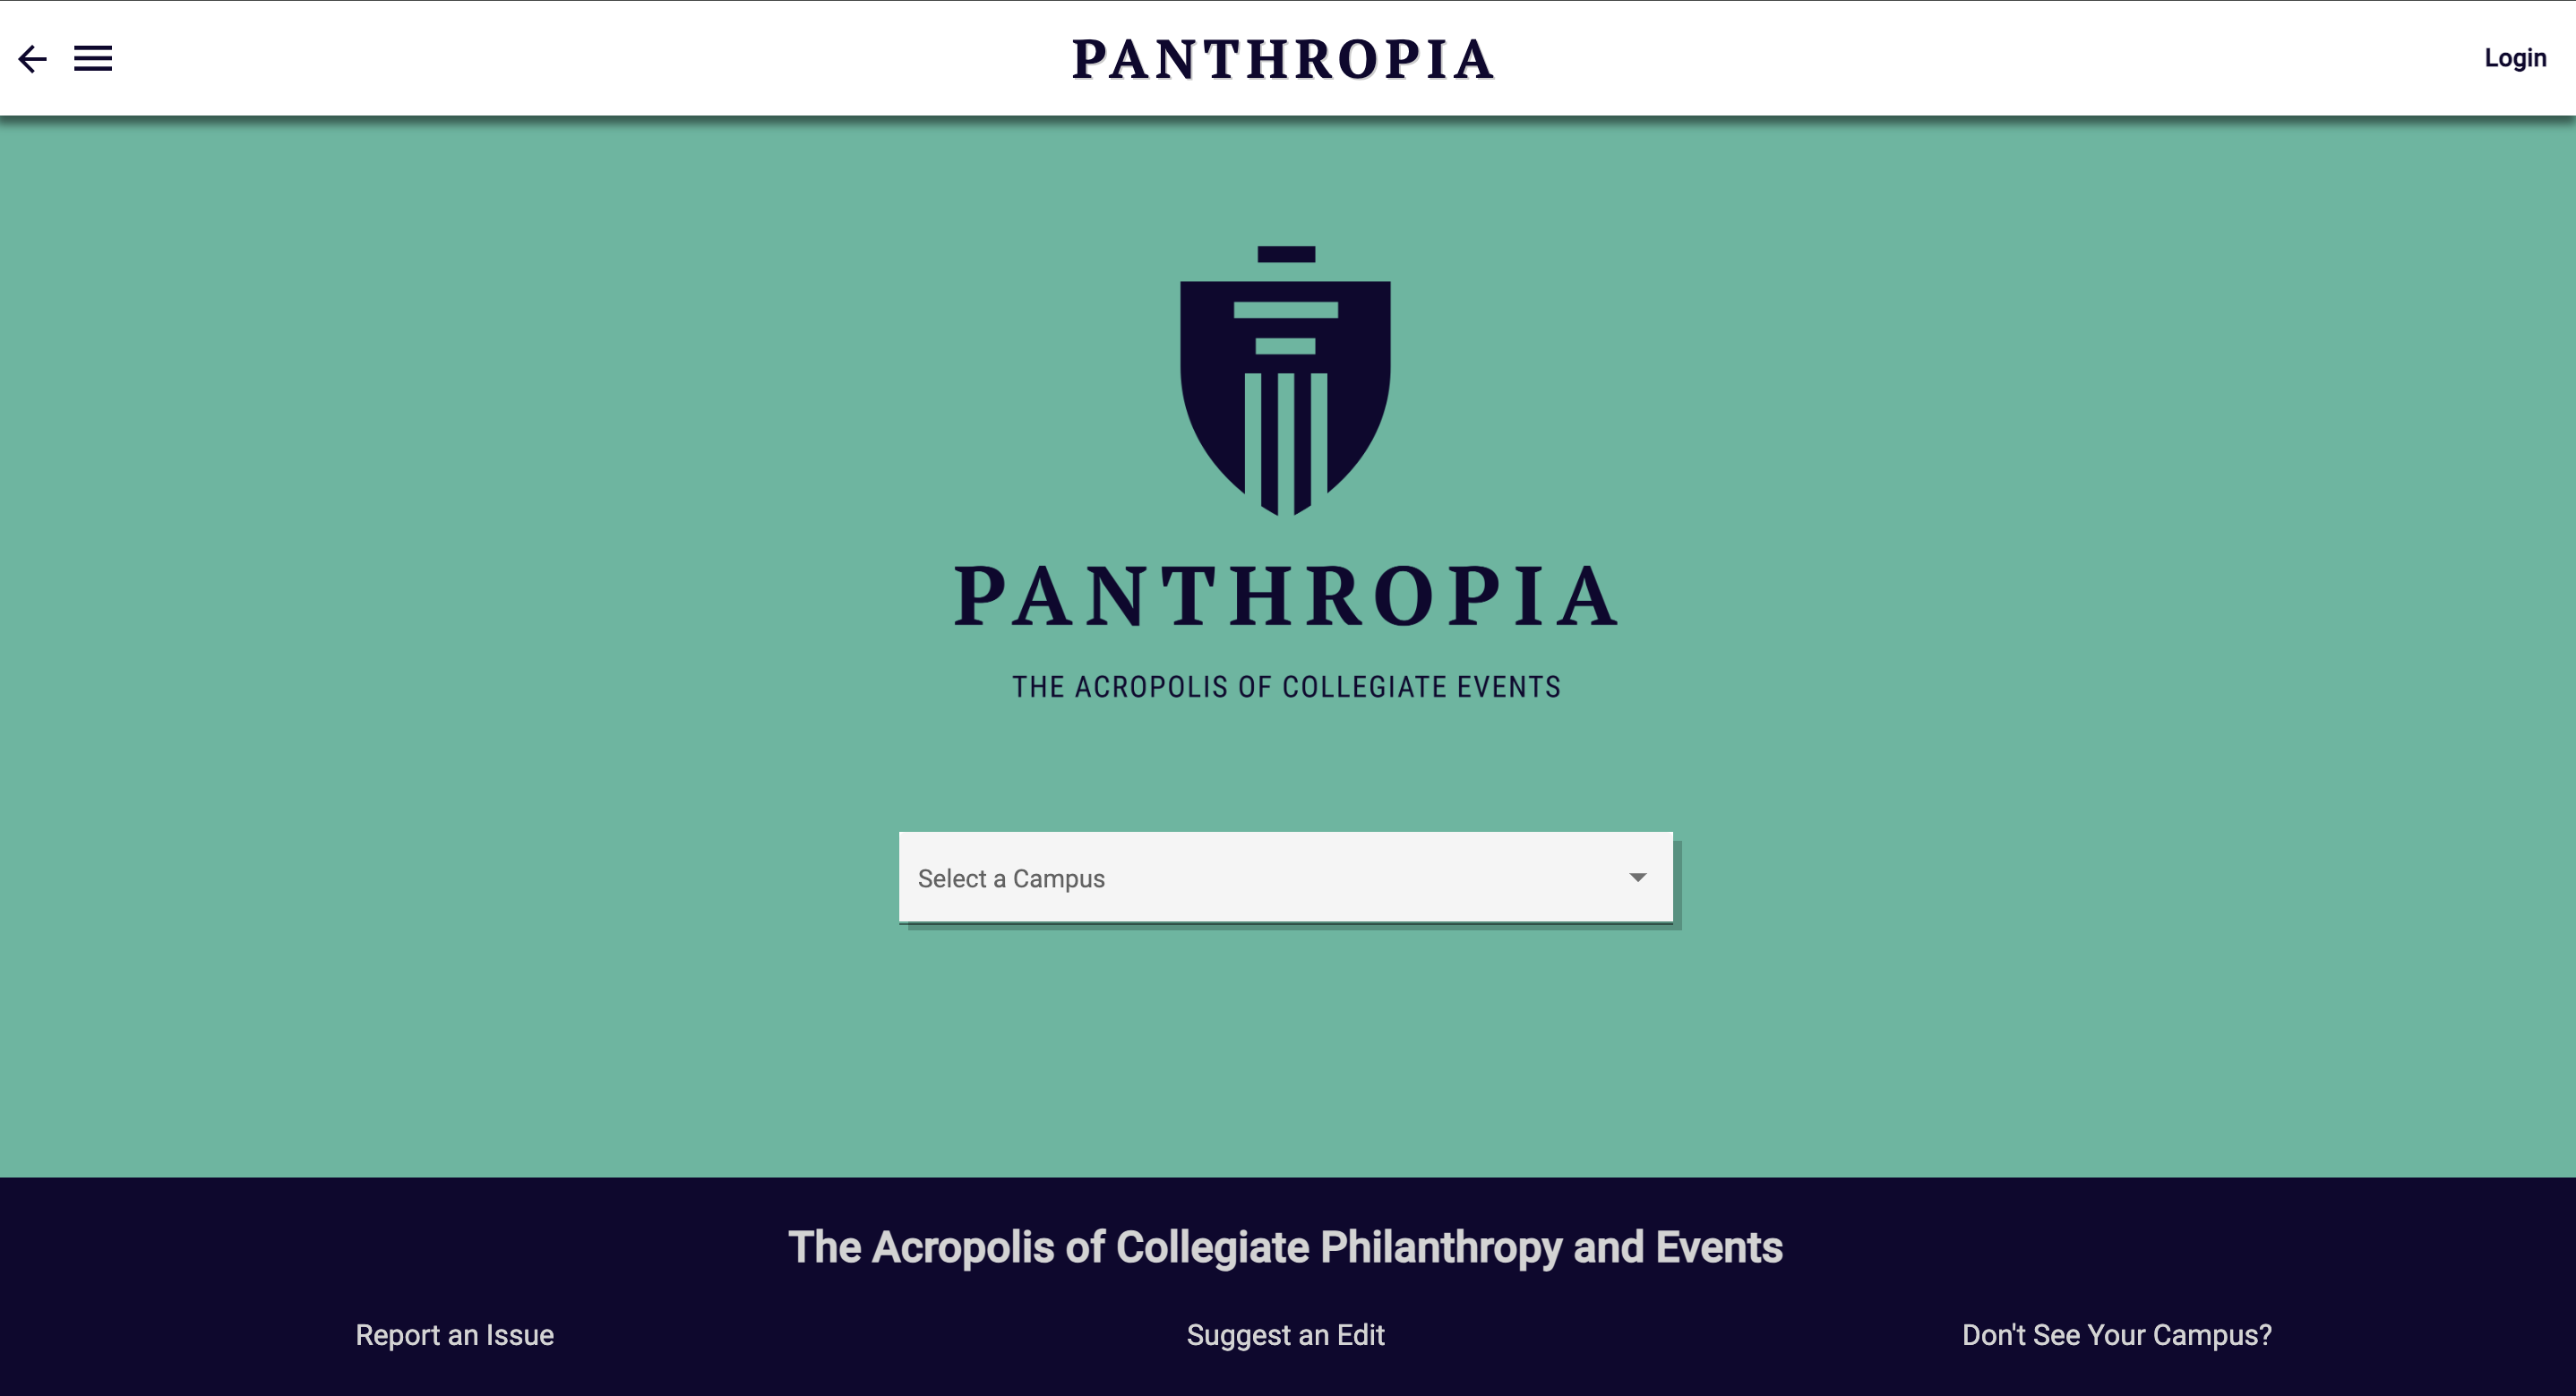 PANTHROPIA
Login
PANTHROPIA
THE ACROPOLIS OF COLLEGIATE EVENTS
Select a Campus
The Acropolis of Collegiate Philanthropy and Events
Report an Issue
Suggest an Edit
Don't See Your Campus?